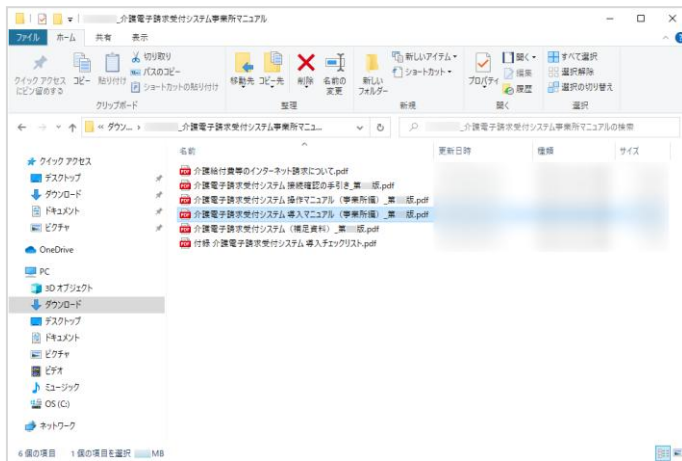 _介護電子請求受付システム事業所マニュアル
ファイル ホーム 共有 表示
クイック アクセスにピン留めする
コピー
貼り付け
切り取り
パスのコピー
ショートカットの貼り付け
移動先
コピー先
削除
名前の変更
新しいフォルダー
新しいアイテム
ショートカット
プロパティ
開く
編集
履歴
すべて選択
選択解除
選択の切り替え
クリップボード 整理 新規 開く 選択
« ダウン... › _介護電子請求受付システム事業所マニュ...
_介護電子請求受付システム事業所マニュアルの検索
名前 更新日時 種類 サイズ
クイック アクセス
デスクトップ
ダウンロード
ドキュメント
ピクチャ
OneDrive
PC
3D オブジェクト
ダウンロード
デスクトップ
ドキュメント
ピクチャ
ビデオ
ミュージック
OS (C:)
ネットワーク
介護給付費等のインターネット請求について.pdf
介護電子請求受付システム 接続確認の手引き_第 版.pdf
介護電子請求受付システム 操作マニュアル(事業所編)_第 版.pdf
介護電子請求受付システム 導入マニュアル(事業所編)_第 版.pdf
介護電子請求受付システム(補足資料)_第 版.pdf
付録 介護電子請求受付システム 導入チェックリスト.pdf
6 個の項目 1 個の項目を選択 MB